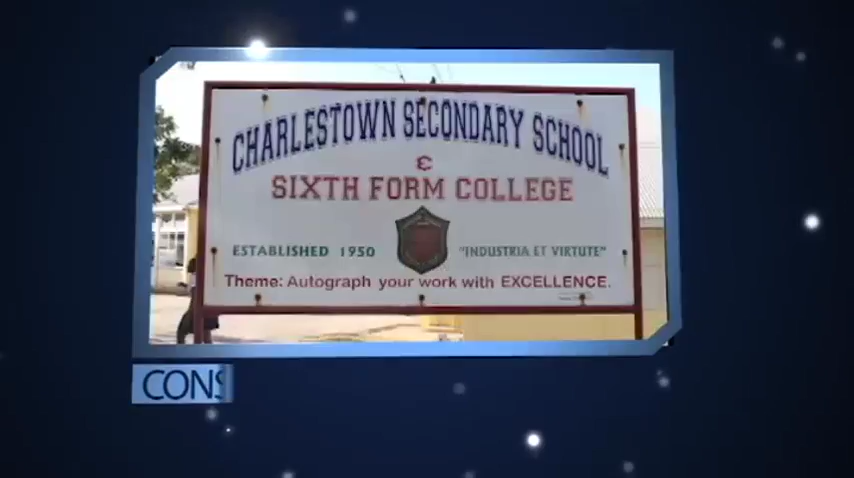 CHARLESTOWN SECONDARY SCHOOL
&
SIXTH FORM COLLEGE
ESTABLISHED 1950 "INDUSTRIA ET VIRTUTE"
Theme: Autograph your work with EXCELLENCE.
CONS